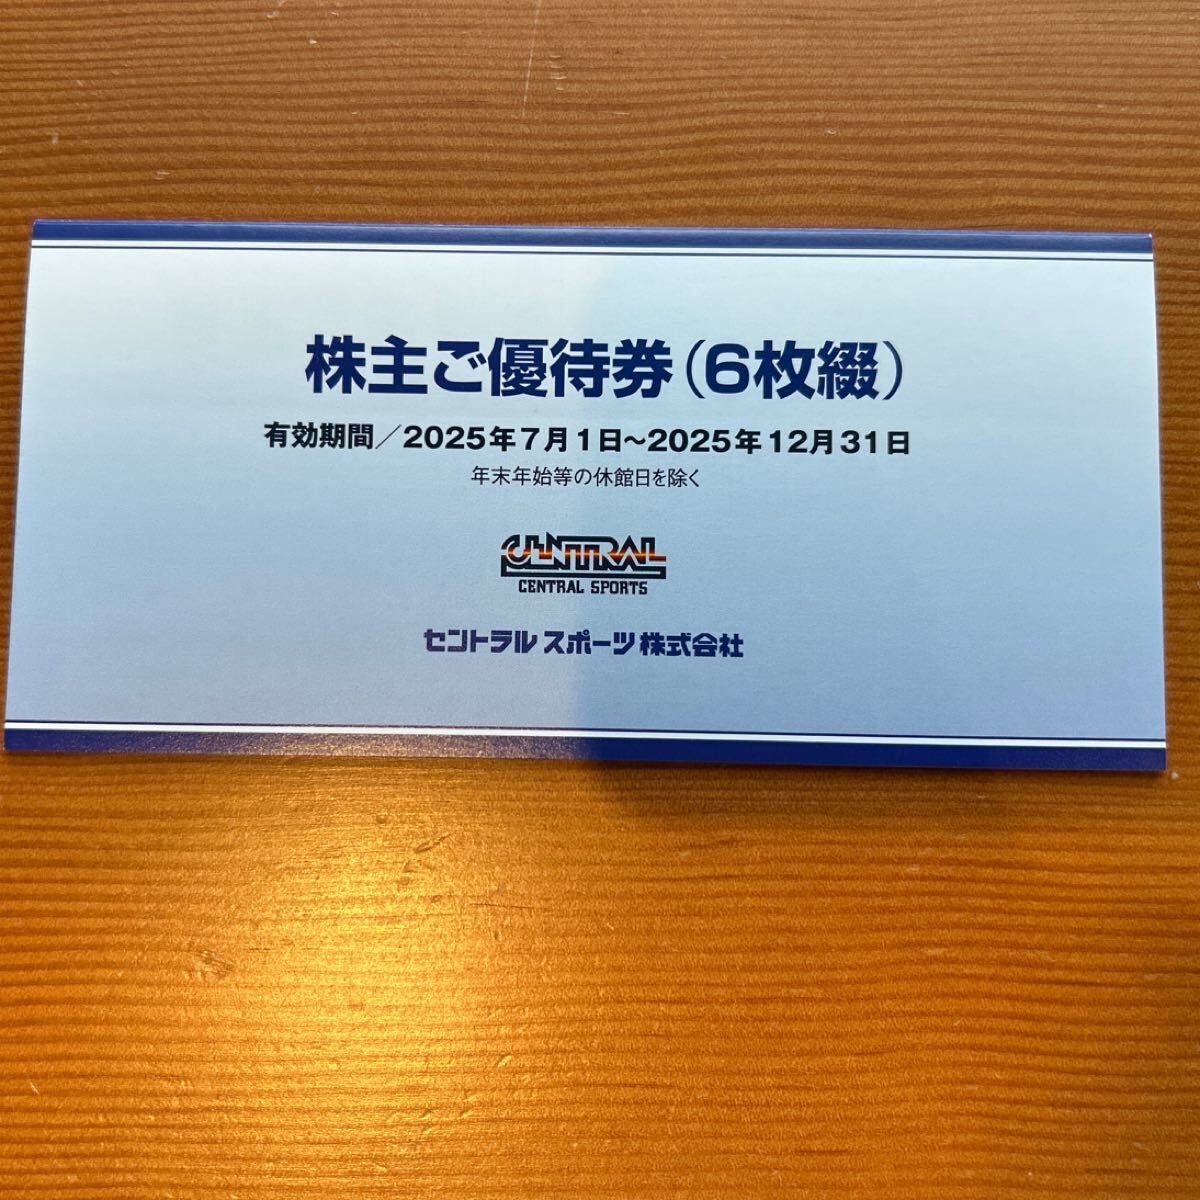 株主ご優待券(6枚綴)
有効期間/2025年7月1日~2025年12月31日
年末年始等の休館日を除く
CENTRAL
CENTRAL SPORTS
セントラルスポーツ株式会社